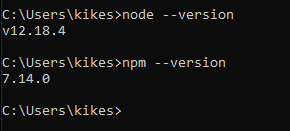 C:\Users\kikes>node --version
v12.18.4
C:\Users\kikes>npm --version
7.14.0
C:\Users\kikes>